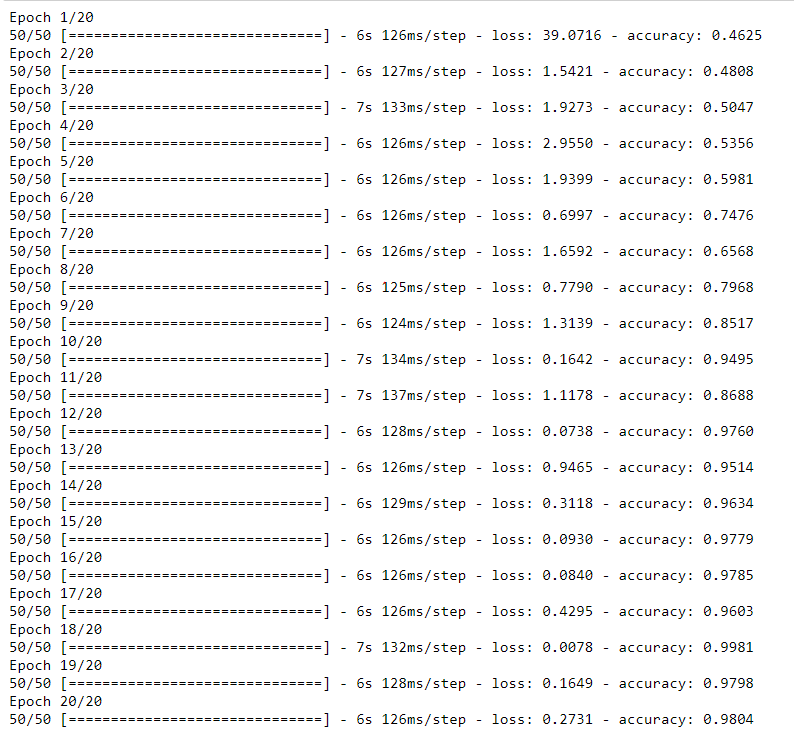 Epoch 1/20
50/50 [==============================] - 6s 126ms/step - loss: 39.0716 - accuracy: 0.4625
Epoch 2/20
50/50 [==============================] - 6s 127ms/step - loss: 1.5421 - accuracy: 0.4808
Epoch 3/20
50/50 [==============================] - 7s 133ms/step - loss: 1.9273 - accuracy: 0.5047
Epoch 4/20
50/50 [==============================] - 6s 126ms/step - loss: 2.9550 - accuracy: 0.5356
Epoch 5/20
50/50 [==============================] - 6s 126ms/step - loss: 1.9399 - accuracy: 0.5981
Epoch 6/20
50/50 [==============================] - 6s 126ms/step - loss: 0.6997 - accuracy: 0.7476
Epoch 7/20
50/50 [==============================] - 6s 126ms/step - loss: 1.6592 - accuracy: 0.6568
Epoch 8/20
50/50 [==============================] - 6s 125ms/step - loss: 0.7790 - accuracy: 0.7968
Epoch 9/20
50/50 [==============================] - 6s 124ms/step - loss: 1.3139 - accuracy: 0.8517
Epoch 10/20
50/50 [==============================] - 7s 134ms/step - loss: 0.1642 - accuracy: 0.9495
Epoch 11/20
50/50 [==============================] - 7s 137ms/step - loss: 1.1178 - accuracy: 0.8688
Epoch 12/20
50/50 [==============================] - 6s 128ms/step - loss: 0.0738 - accuracy: 0.9760
Epoch 13/20
50/50 [==============================] - 6s 126ms/step - loss: 0.9465 - accuracy: 0.9514
Epoch 14/20
50/50 [==============================] - 6s 129ms/step - loss: 0.3118 - accuracy: 0.9634
Epoch 15/20
50/50 [==============================] - 6s 126ms/step - loss: 0.0930 - accuracy: 0.9779
Epoch 16/20
50/50 [==============================] - 6s 126ms/step - loss: 0.0840 - accuracy: 0.9785
Epoch 17/20
50/50 [==============================] - 6s 126ms/step - loss: 0.4295 - accuracy: 0.9603
Epoch 18/20
50/50 [==============================] - 7s 132ms/step - loss: 0.0078 - accuracy: 0.9981
Epoch 19/20
50/50 [==============================] - 6s 128ms/step - loss: 0.1649 - accuracy: 0.9798
Epoch 20/20
50/50 [==============================] - 6s 126ms/step - loss: 0.2731 - accuracy: 0.9804